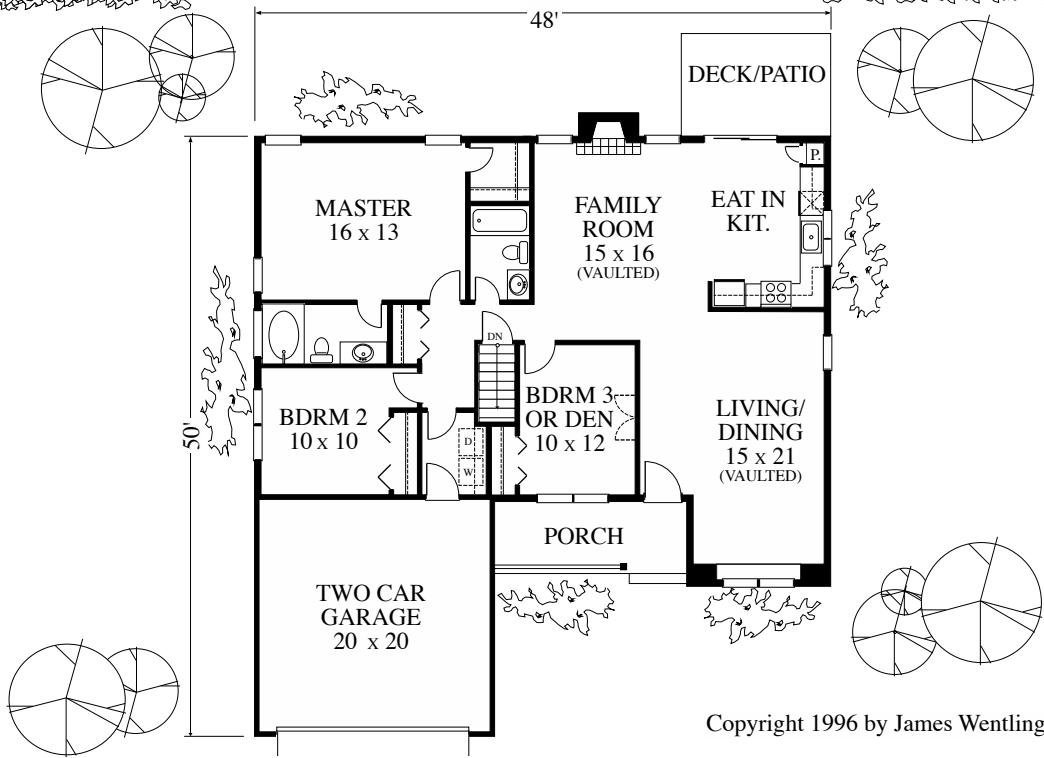 48'
DECK/PATIO
P.
MASTER
16 x 13
FAMILY
ROOM
15 x 16
(VAULTED)
EAT IN
KIT.
DN
50'
BDRM 2
10 x 10
D
W
BDRM 3
OR DEN
10 x 12
LIVING/
DINING
15 x 21
(VAULTED)
PORCH
TWO CAR
GARAGE
20 x 20
Copyright 1996 by James Wentling